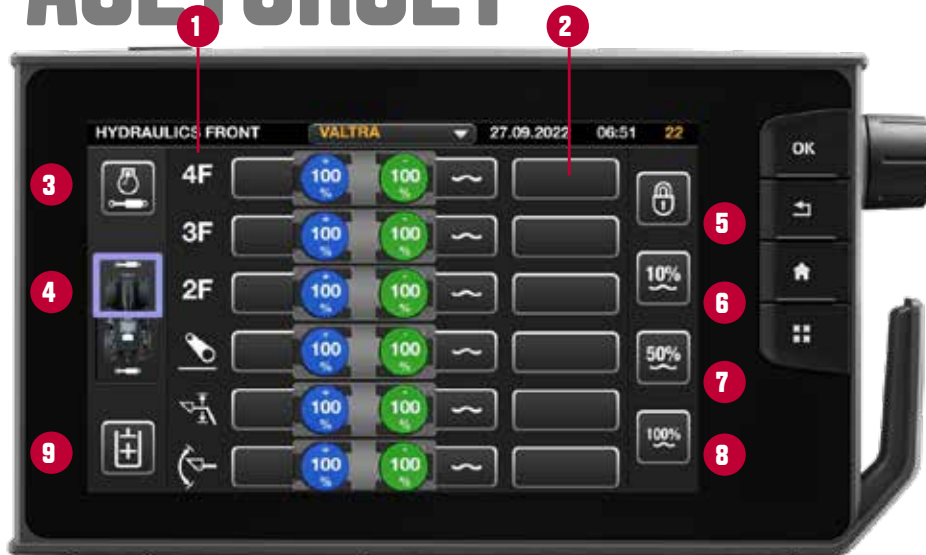 1 2
HYDRAULICS FRONT VALTRA 27.09.2022 06:51 22
OK
3 4F 100 % 100 %
5
3F 100 % 100 %
4 2F 100 % 100 % 10%
6
100 % 100 % 50%
7
100 % 100 %
9 100 % 100 % 100%
8